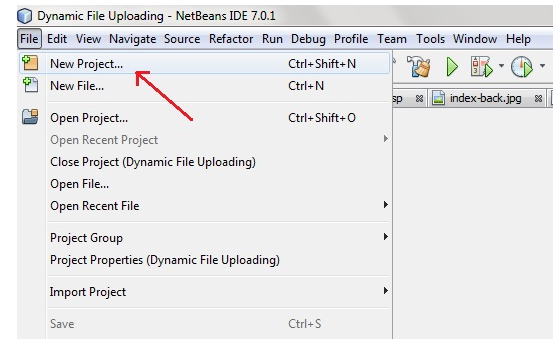 Dynamic File Uploading - NetBeans IDE 7.0.1
File Edit View Navigate Source Refactor Run Debug Profile Team Tools Window Help
New Project... Ctrl+Shift+N
New File... Ctrl+N
sp index-back.jpg
Open Project... Ctrl+Shift+O
Open Recent Project
Close Project (Dynamic File Uploading)
Open File...
Open Recent File
Project Group
Project Properties (Dynamic File Uploading)
Import Project
Save Ctrl+S